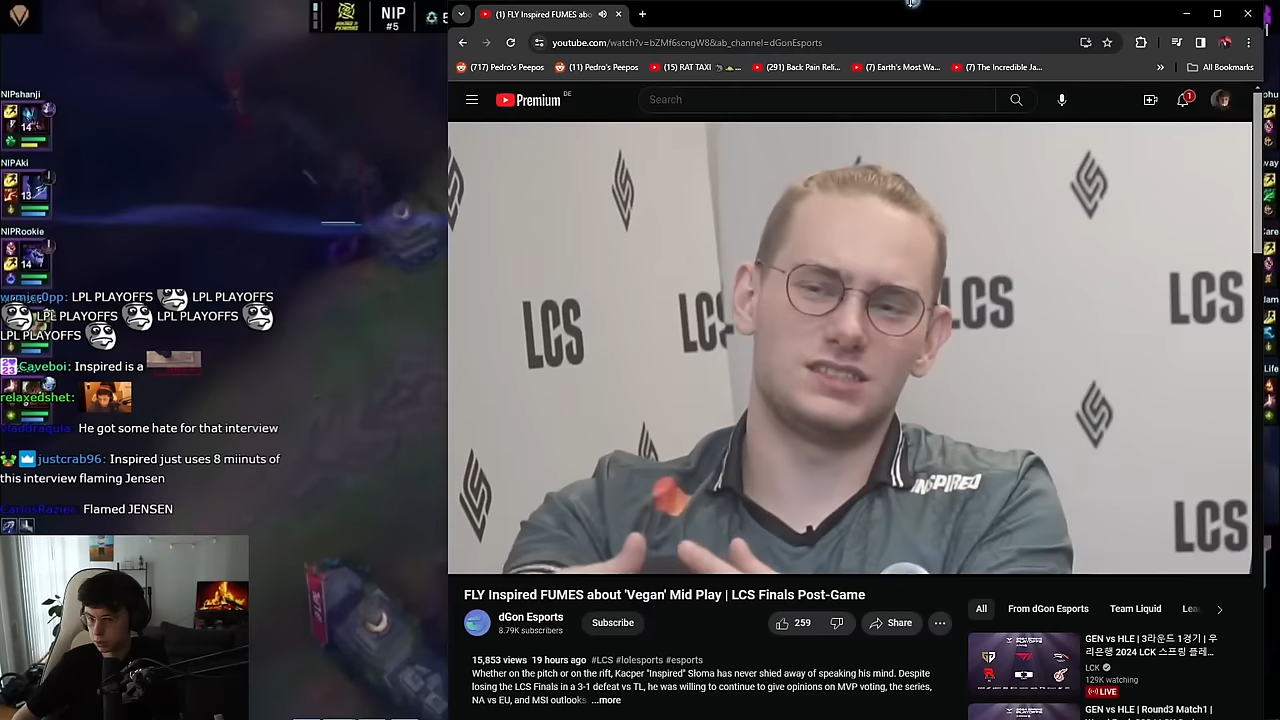 NIP
#5
NIPshanji
14
NIPAki
13
NIPRookie
14
LPL PLAYOFFS LPL PLAYOFFS
LPL PLAYOFFS LPL PLAYOFFS
LPL PLAYOFFS
Caveboi: Inspired is a
relaxedshet:
vladdraqula: He got some hate for that interview
justcrab96: Inspired just uses 8 miinuts of
this interview flaming Jensen
CarlosRazier: Flamed JENSEN
(1) FLY Inspired FUMES abo
youtube.com/watch?v=bZMf6scngW8&ab_channel=dGonEsports
(717) Pedro's Peepos
(11) Pedro's Peepos
(15) RAT TAXI
(291) Back Pain Reli...
(7) Earth's Most Wa...
(7) The Incredible Ja...
All Bookmarks
Premium DE
Search
1
LCS
LCS
LCS
LCS
LCS
INSPIRED
FLY Inspired FUMES about 'Vegan' Mid Play | LCS Finals Post-Game
dGon Esports
8.79K subscribers
Subscribe
259
Share
15,853 views 19 hours ago #LCS #lolesports #esports
Whether on the pitch or on the rift, Kacper "Inspired" Słoma has never shied away of speaking his mind. Despite
losing the LCS Finals in a 3-1 defeat vs TL, he was willing to continue to give opinions on MVP voting, the series,
NA vs EU, and MSI outlooks. ...more
All
From dGon Esports
Team Liquid
GEN vs HLE | 3라운드 1경기 | 우
리은행 2024 LCK 스프링 플레...
LCK
129K watching
LIVE
GEN vs HLE | Round3 Match1 |